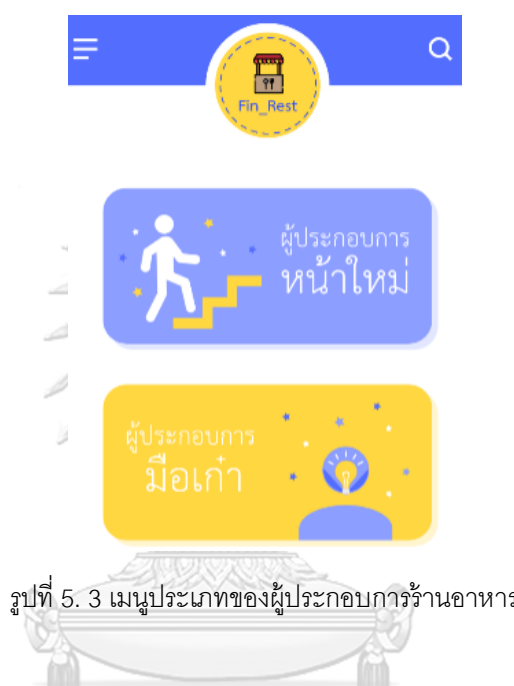 Fin_Rest
ผู้ประกอบการ
หน้าใหม่
ผู้ประกอบการ
มือเก๋า
รูปที่ 5. 3 เมนูประเภทของผู้ประกอบการร้านอาหาร